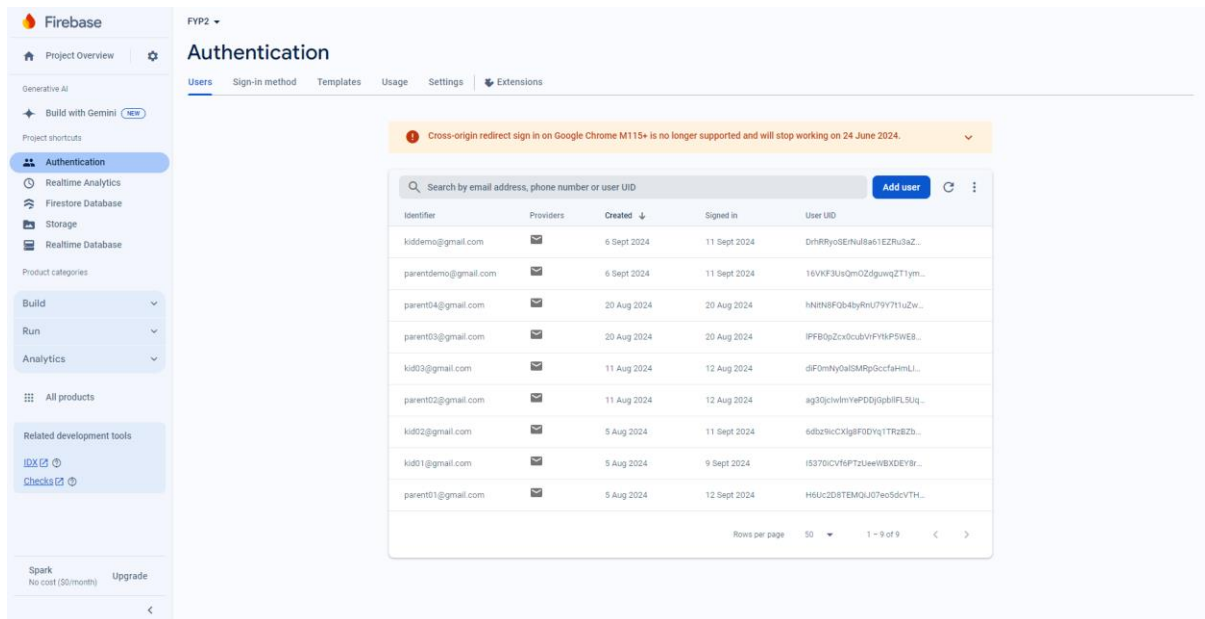 Firebase
FYP2
Project Overview
Authentication
Users Sign-in method Templates Usage Settings Extensions
Generative AI
Build with Gemini NEW
Project shortcuts
Authentication
Realtime Analytics
Firestore Database
Storage
Realtime Database
Product categories
Build
Run
Analytics
All products
Related development tools
IDX
Checks
Spark
No cost ($0/month)
Upgrade
Cross-origin redirect sign in on Google Chrome M115+ is no longer supported and will stop working on 24 June 2024.
Search by email address, phone number or user UID
Add user
Identifier Providers Created Signed in User UID
kiddemo@gmail.com 6 Sept 2024 11 Sept 2024
parentdemo@gmail.com 6 Sept 2024 11 Sept 2024 16VKF3UsQmOZdguwqZT1ym...
parent04@gmail.com 20 Aug 2024 20 Aug 2024
parent03@gmail.com 20 Aug 2024 20 Aug 2024
kid03@gmail.com 11 Aug 2024 12 Aug 2024
parent02@gmail.com 11 Aug 2024 12 Aug 2024
kid02@gmail.com 5 Aug 2024 11 Sept 2024
kid01@gmail.com 5 Aug 2024 9 Sept 2024
parent01@gmail.com 5 Aug 2024 12 Sept 2024
Rows per page 50 1 – 9 of 9